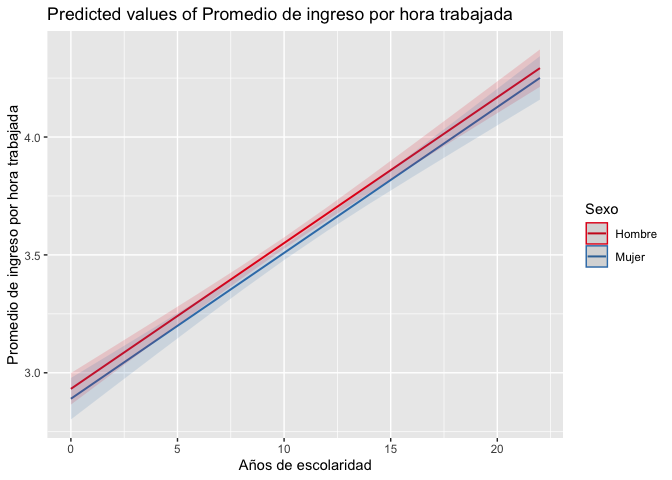 Predicted values of Promedio de ingreso por hora trabajada
Promedio de ingreso por hora trabajada
4.0
3.5
3.0
0
5
10
15
20
Años de escolaridad
Sexo
Hombre
Mujer